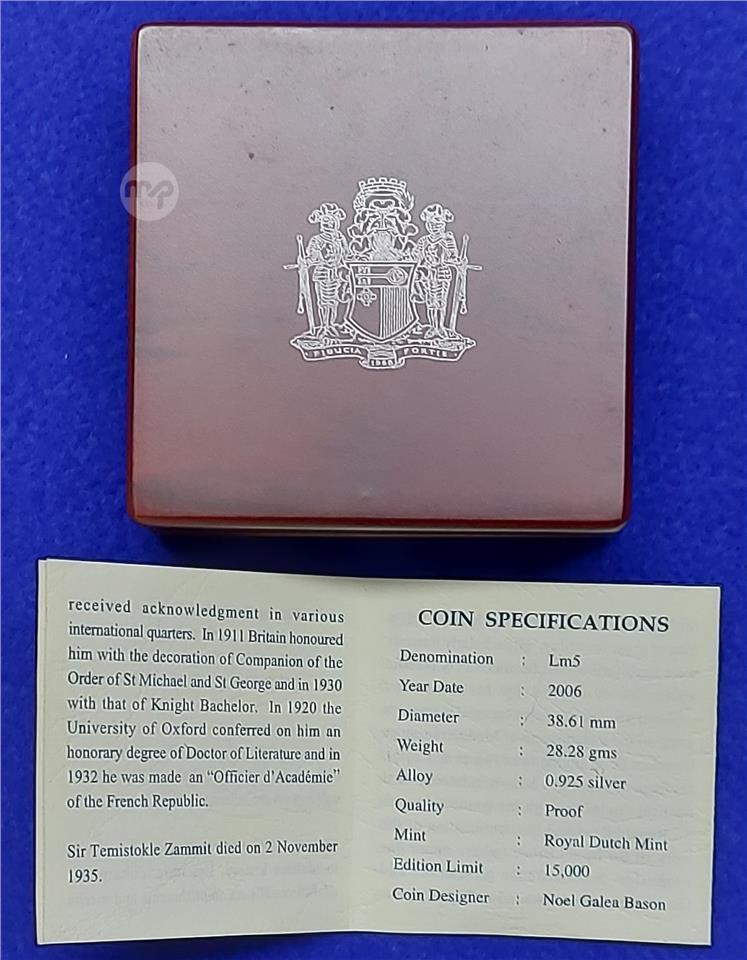 mp
FIDUCIA FORTIS
1968
received acknowledgment in various
international quarters. In 1911 Britain honoured
him with the decoration of Companion of the
Order of St Michael and St George and in 1930
with that of Knight Bachelor. In 1920 the
University of Oxford conferred on him an
honorary degree of Doctor of Literature and in
1932 he was made an “Officier d’Académie”
of the French Republic.
Sir Temistokle Zammit died on 2 November
1935.
COIN SPECIFICATIONS
Denomination : Lm5
Year Date : 2006
Diameter : 38.61 mm
Weight : 28.28 gms
Alloy : 0.925 silver
Quality : Proof
Mint : Royal Dutch Mint
Edition Limit : 15,000
Coin Designer : Noel Galea Bason